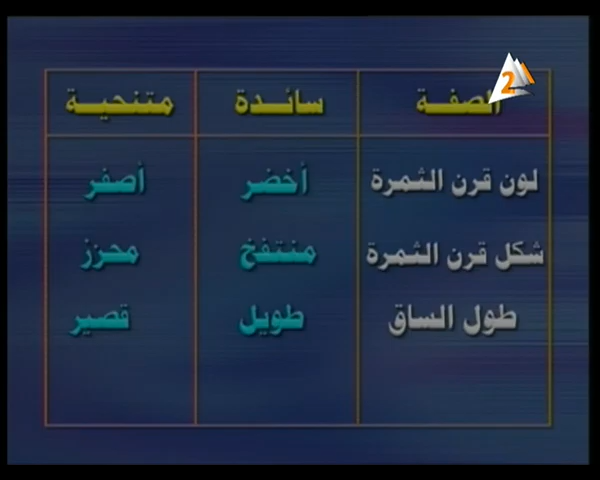 الصفة سائدة متنحية
لون قرن الثمرة أخضر أصفر
شكل قرن الثمرة منتفخ محزز
طول الساق طويل قصير
2